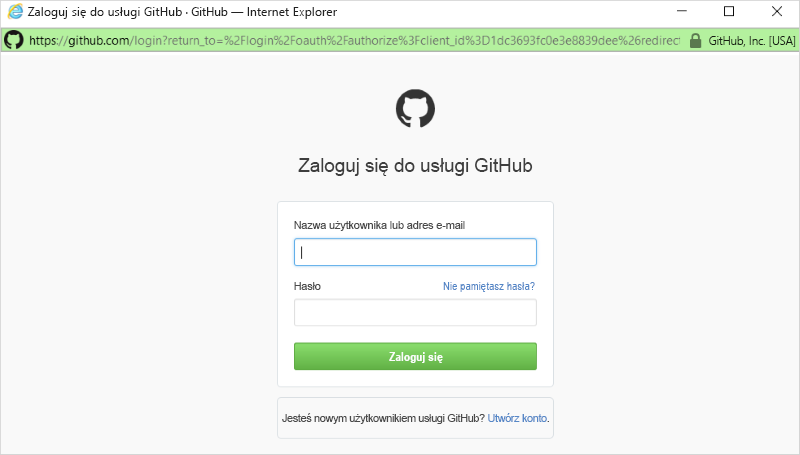 Zaloguj się do usługi GitHub · GitHub — Internet Explorer
https://github.com/login?return_to=%2Flogin%2Foauth%2Fauthorize%3Fclient_id%3D1dc3693fc0e3e8839dee%26redirect GitHub, Inc. [USA]
Zaloguj się do usługi GitHub
Nazwa użytkownika lub adres e-mail
Hasło Nie pamiętasz hasła?
Zaloguj się
Jesteś nowym użytkownikiem usługi GitHub? Utwórz konto.